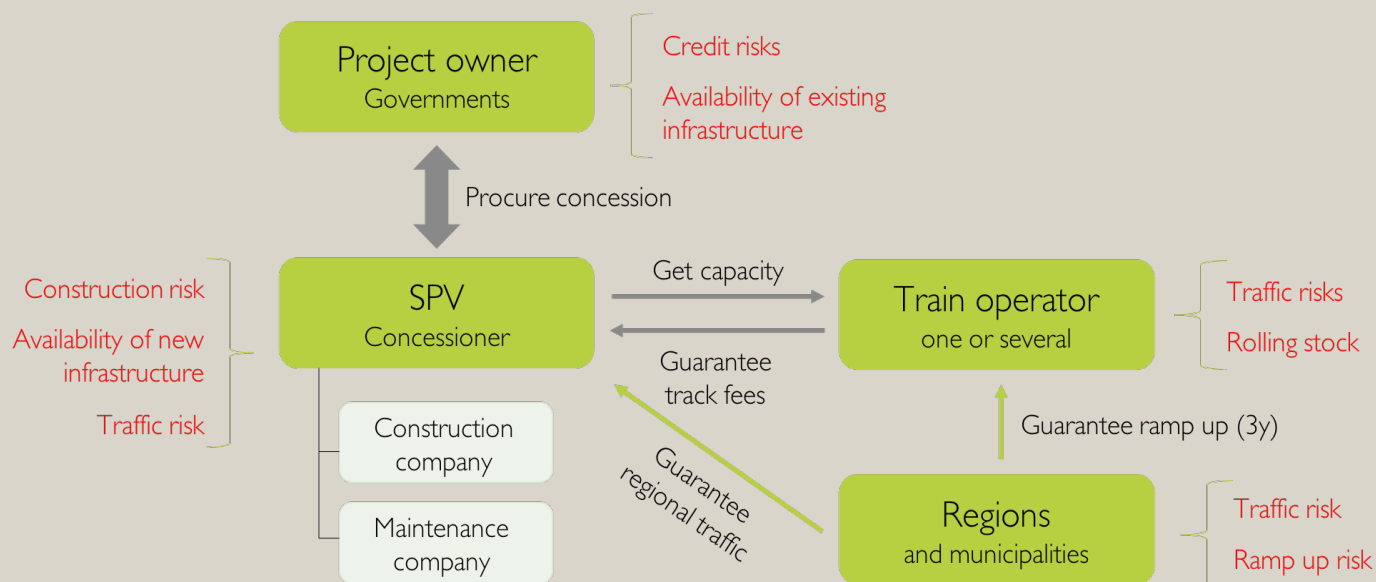 Project owner
Governments
Credit risks
Availability of existing
infrastructure
Procure concession
Construction risk
Availability of new
infrastructure
Traffic risk
SPV
Concessioner
Get capacity
Guarantee
track fees
Train operator
one or several
Traffic risks
Rolling stock
Construction
company
Maintenance
company
Guarantee
regional traffic
Guarantee ramp up (3y)
Regions
and municipalities
Traffic risk
Ramp up risk